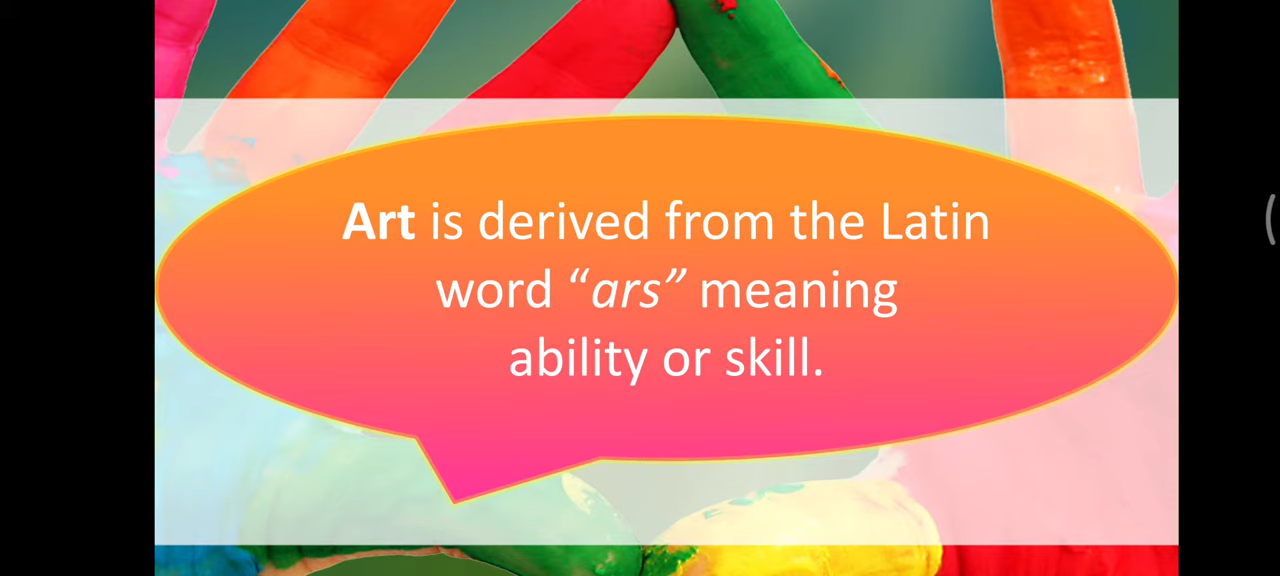 Art is derived from the Latin
word “ars” meaning
ability or skill.